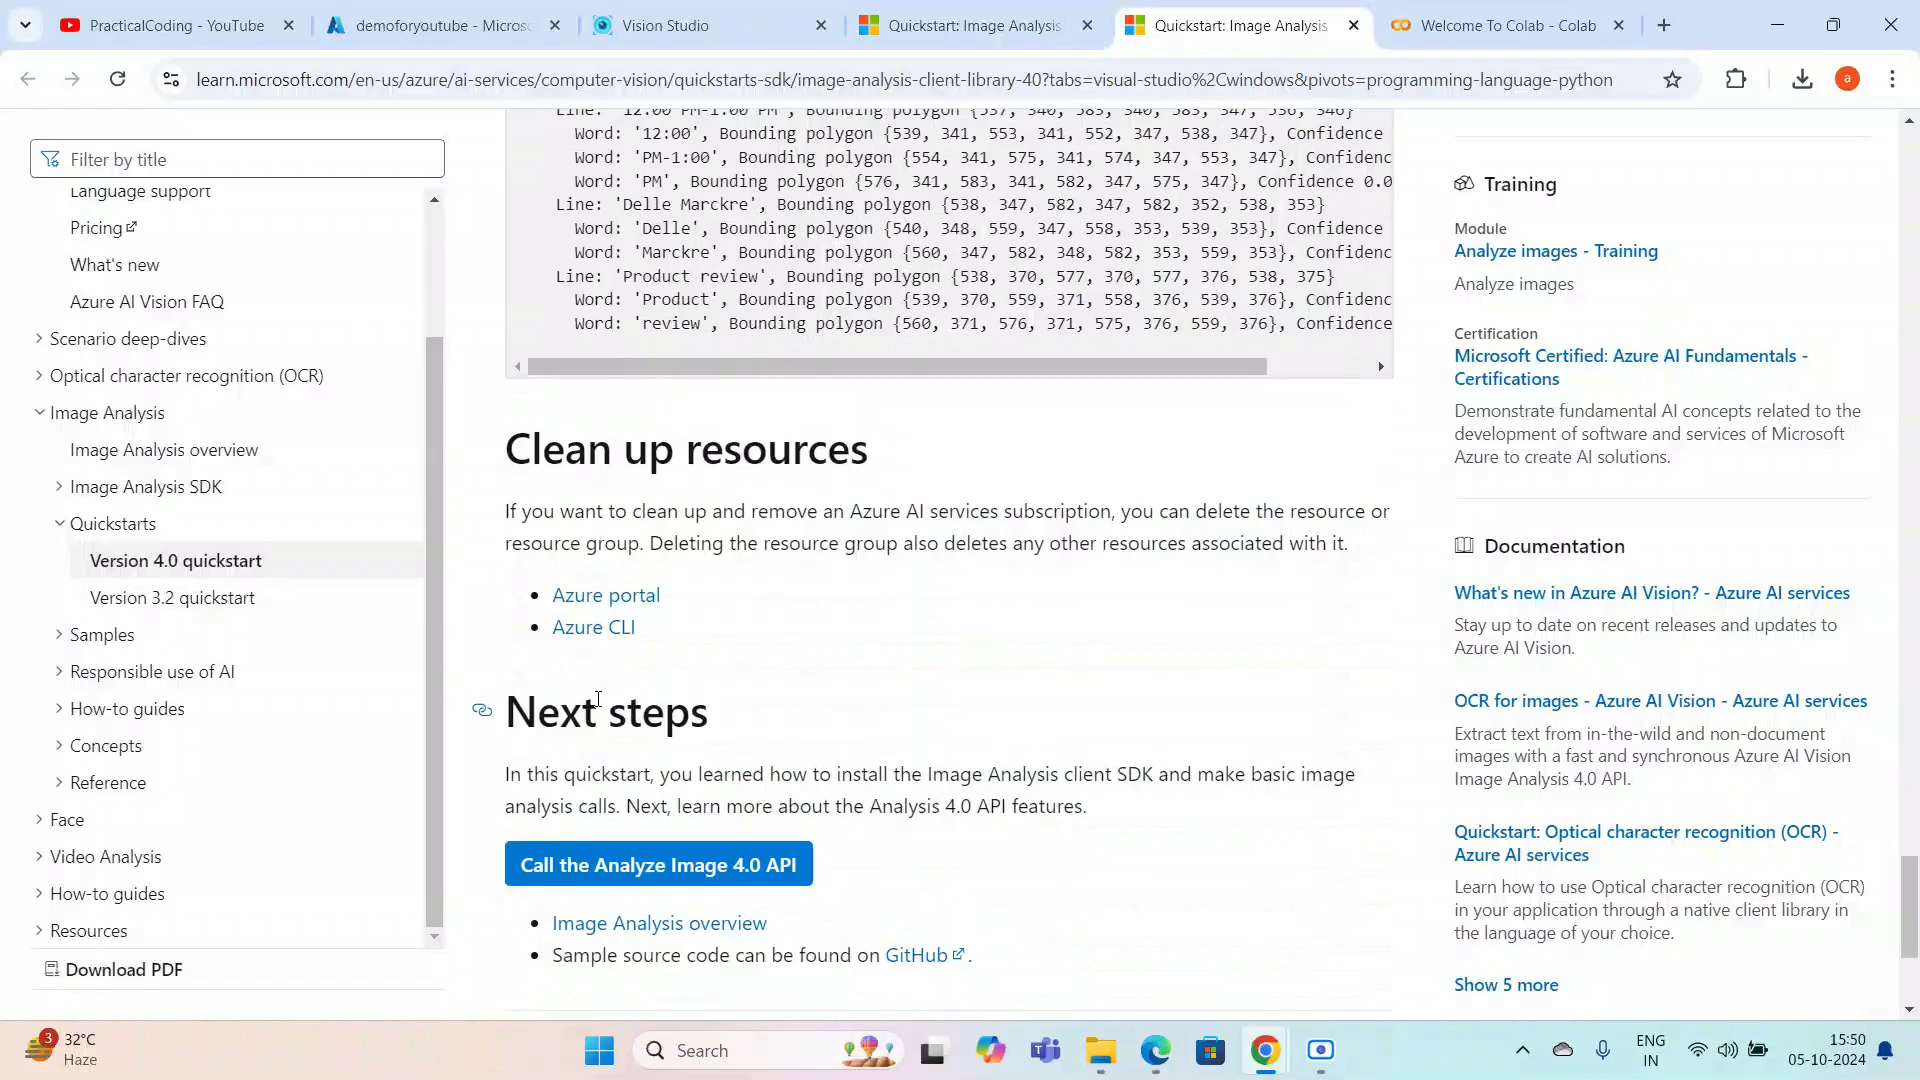 PracticalCoding - YouTube
demoforyoutube - Micros
Vision Studio
Quickstart: Image Analysis
Quickstart: Image Analysis
Welcome To Colab - Colab
learn.microsoft.com/en-us/azure/ai-services/computer-vision/quickstarts-sdk/image-analysis-client-library-40?tabs=visual-studio%2Cwindows&pivots=programming-language-python
a
Filter by title
Language support
Pricing
What's new
Azure AI Vision FAQ
Scenario deep-dives
Optical character recognition (OCR)
Image Analysis
Image Analysis overview
Image Analysis SDK
Quickstarts
Version 4.0 quickstart
Version 3.2 quickstart
Samples
Responsible use of AI
How-to guides
Concepts
Reference
Face
Video Analysis
How-to guides
Resources
Download PDF
Line: '12:00 PM-1:00 PM', Bounding polygon {537, 340, 583, 340, 583, 347, 536, 346}
Word: '12:00', Bounding polygon {539, 341, 553, 341, 552, 347, 538, 347}, Confidence
Word: 'PM-1:00', Bounding polygon {554, 341, 575, 341, 574, 347, 553, 347}, Confidenc
Word: 'PM', Bounding polygon {576, 341, 583, 341, 582, 347, 575, 347}, Confidence 0.0
Line: 'Delle Marckre', Bounding polygon {538, 347, 582, 347, 582, 352, 538, 353}
Word: 'Delle', Bounding polygon {540, 348, 559, 347, 558, 353, 539, 353}, Confidence
Word: 'Marckre', Bounding polygon {560, 347, 582, 348, 582, 353, 559, 353}, Confidenc
Line: 'Product review', Bounding polygon {538, 370, 577, 370, 577, 376, 538, 375}
Word: 'Product', Bounding polygon {539, 370, 559, 371, 558, 376, 539, 376}, Confidenc
Word: 'review', Bounding polygon {560, 371, 576, 371, 575, 376, 559, 376}, Confidence
Clean up resources
If you want to clean up and remove an Azure AI services subscription, you can delete the resource or
resource group. Deleting the resource group also deletes any other resources associated with it.
• Azure portal
• Azure CLI
Next steps
In this quickstart, you learned how to install the Image Analysis client SDK and make basic image
analysis calls. Next, learn more about the Analysis 4.0 API features.
Call the Analyze Image 4.0 API
• Image Analysis overview
• Sample source code can be found on GitHub.
Training
Module
Analyze images - Training
Analyze images
Certification
Microsoft Certified: Azure AI Fundamentals -
Certifications
Demonstrate fundamental AI concepts related to the
development of software and services of Microsoft
Azure to create AI solutions.
Documentation
What's new in Azure AI Vision? - Azure AI services
Stay up to date on recent releases and updates to
Azure AI Vision.
OCR for images - Azure AI Vision - Azure AI services
Extract text from in-the-wild and non-document
images with a fast and synchronous Azure AI Vision
Image Analysis 4.0 API.
Quickstart: Optical character recognition (OCR) -
Azure AI services
Learn how to use Optical character recognition (OCR)
in your application through a native client library in
the language of your choice.
Show 5 more
3
32°C
Haze
Search
ENG
IN
15:50
05-10-2024